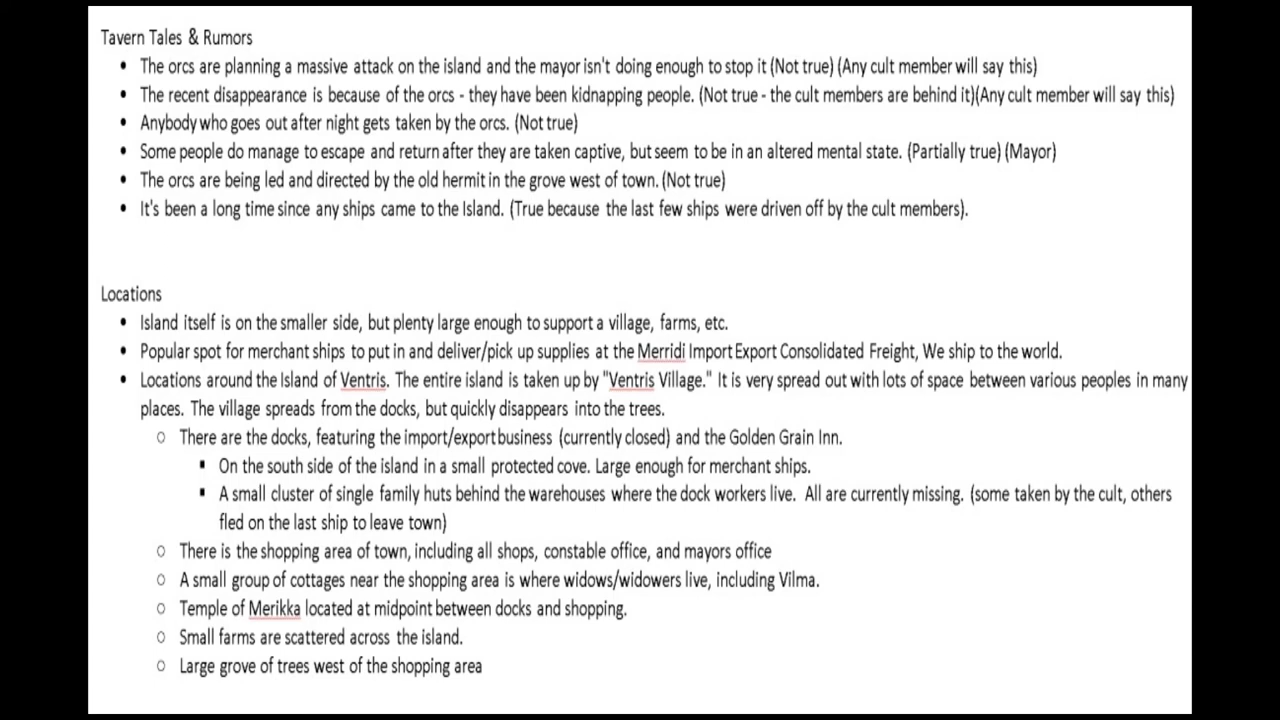 Tavern Tales & Rumors
• The orcs are planning a massive attack on the island and the mayor isn't doing enough to stop it (Not true) (Any cult member will say this)
• The recent disappearance is because of the orcs - they have been kidnapping people. (Not true - the cult members are behind it)(Any cult member will say this)
• Anybody who goes out after night gets taken by the orcs. (Not true)
• Some people do manage to escape and return after they are taken captive, but seem to be in an altered mental state. (Partially true) (Mayor)
• The orcs are being led and directed by the old hermit in the grove west of town. (Not true)
• It's been a long time since any ships came to the Island. (True because the last few ships were driven off by the cult members).
Locations
• Island itself is on the smaller side, but plenty large enough to support a village, farms, etc.
• Popular spot for merchant ships to put in and deliver/pick up supplies at the Merridi Import Export Consolidated Freight, We ship to the world.
• Locations around the Island of Ventris. The entire island is taken up by "Ventris Village." It is very spread out with lots of space between various peoples in many
places. The village spreads from the docks, but quickly disappears into the trees.
○ There are the docks, featuring the import/export business (currently closed) and the Golden Grain Inn.
▪ On the south side of the island in a small protected cove. Large enough for merchant ships.
▪ A small cluster of single family huts behind the warehouses where the dock workers live. All are currently missing. (some taken by the cult, others
fled on the last ship to leave town)
○ There is the shopping area of town, including all shops, constable office, and mayors office
○ A small group of cottages near the shopping area is where widows/widowers live, including Vilma.
○ Temple of Merikka located at midpoint between docks and shopping.
○ Small farms are scattered across the island.
○ Large grove of trees west of the shopping area